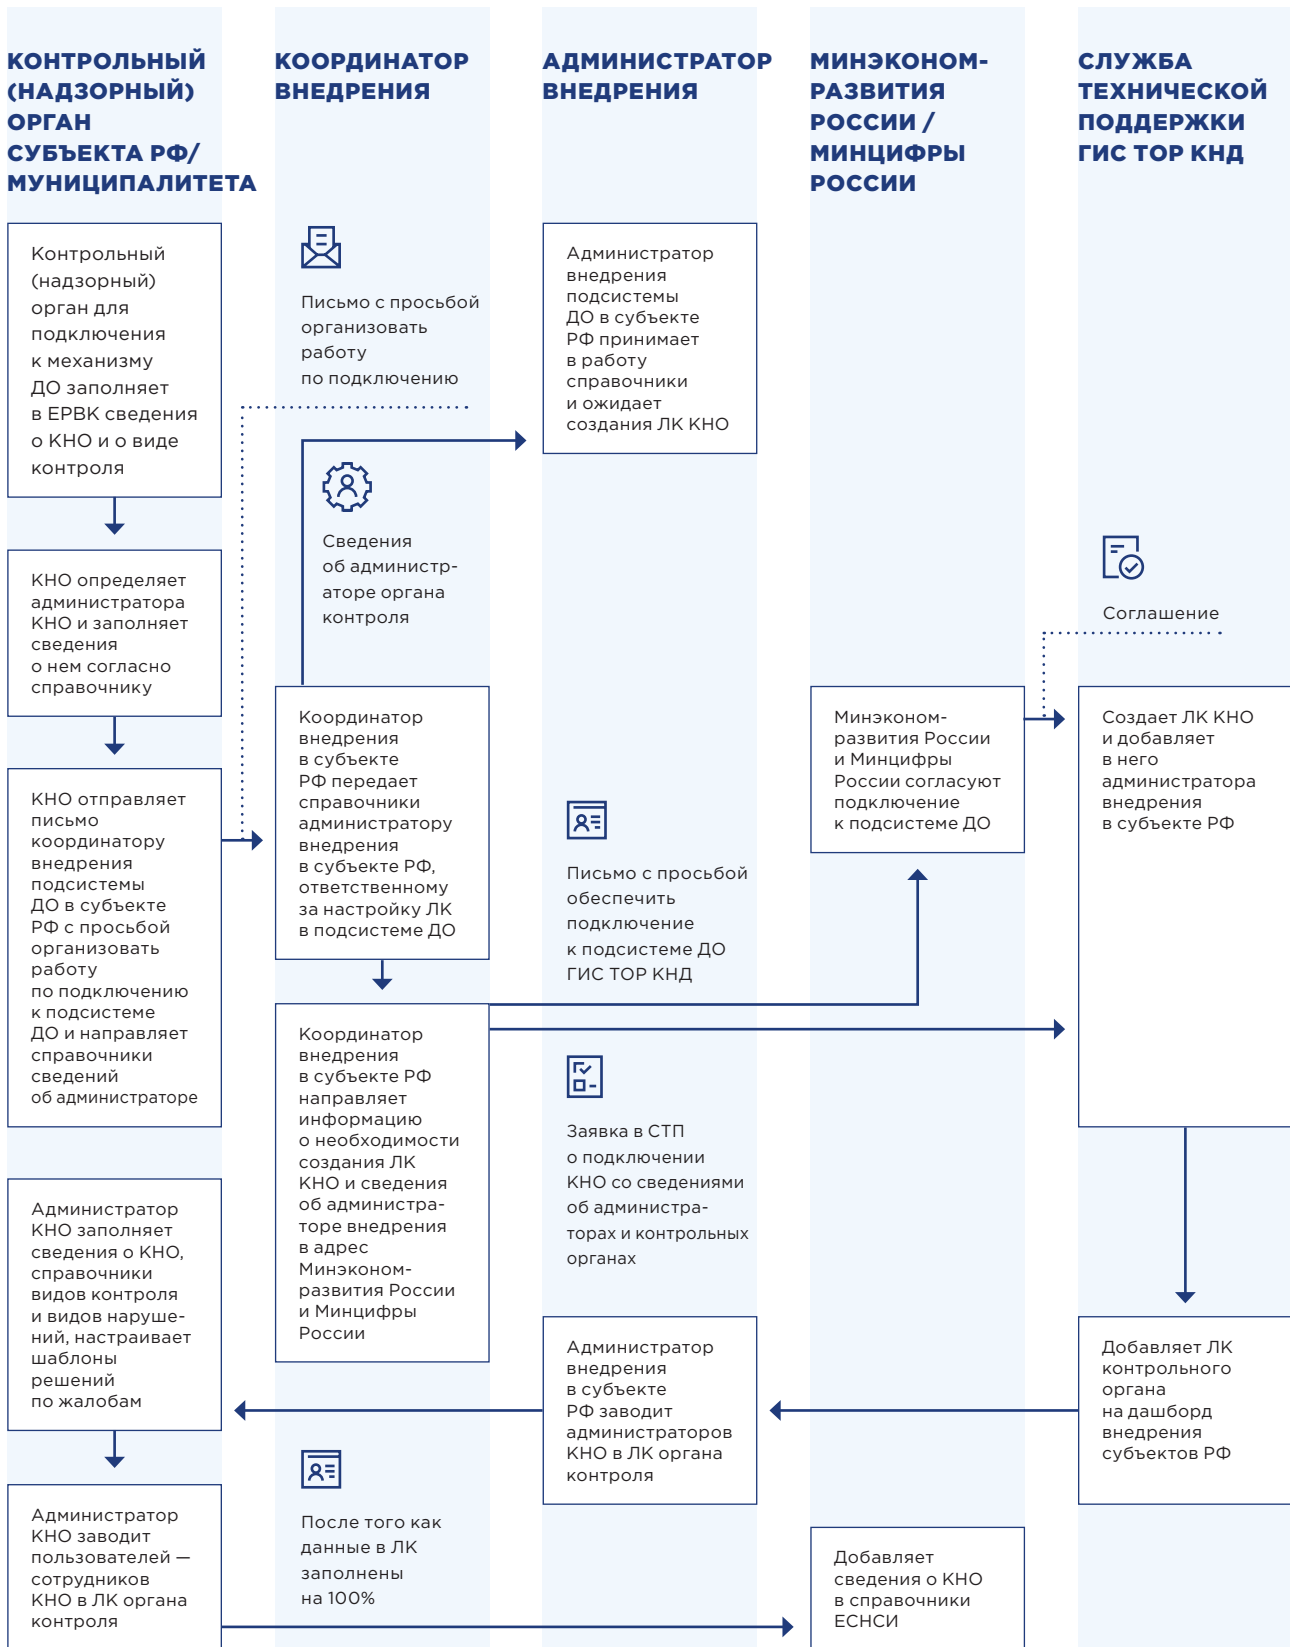 КОНТРОЛЬНЫЙ
(НАДЗОРНЫЙ)
ОРГАН
СУБЪЕКТА РФ/
МУНИЦИПАЛИТЕТА
КООРДИНАТОР
ВНЕДРЕНИЯ
АДМИНИСТРАТОР
ВНЕДРЕНИЯ
МИНЭКОНОМ-
РАЗВИТИЯ
РОССИИ /
МИНЦИФРЫ
РОССИИ
СЛУЖБА
ТЕХНИЧЕСКОЙ
ПОДДЕРЖКИ
ГИС ТОР КНД
Контрольный
(надзорный)
орган для
подключения
к механизму
ДО заполняет
в ЕРВК сведения
о КНО и о виде
контроля
КНО определяет
администратора
КНО и заполняет
сведения
о нем согласно
справочнику
КНО отправляет
письмо
координатору
внедрения
подсистемы
ДО в субъекте
РФ с просьбой
организовать
работу
по подключению
к подсистеме
ДО и направляет
справочники
сведений
об администраторе
Письмо с просьбой
организовать
работу
по подключению
Сведения
об администр-
аторе органа
контроля
Координатор
внедрения
в субъекте
РФ передает
справочники
администратору
внедрения
в субъекте РФ,
ответственному
за настройку ЛК
в подсистеме ДО
Администратор
внедрения
подсистемы
ДО в субъекте
РФ принимает
в работу
справочники
и ожидает
создания ЛК КНО
Координатор
внедрения
в субъекте РФ
направляет
информацию
о необходимости
создания ЛК
КНО и сведения
об администра-
торе внедрения
в адрес
Минэконом-
развития России
и Минцифры
России
Письмо с просьбой
обеспечить
подключение
к подсистеме ДО
ГИС ТОР КНД
Заявка в СТП
о подключении
КНО со сведениями
об администра-
торах и контрольных
органах
Минэконом-
развития России
и Минцифры
России согласуют
подключение
к подсистеме ДО
Соглашение
Создает ЛК КНО
и добавляет
в него
администратора
внедрения
в субъекте РФ
Добавляет ЛК
контрольного
органа
на дашборд
внедрения
субъектов РФ
Администратор
внедрения
в субъекте
РФ заводит
администраторов
КНО в ЛК органа
контроля
Администратор
КНО заполняет
сведения о КНО,
справочники
видов контроля
и видов наруше-
ний, настраивает
шаблоны
решений
по жалобам
Администратор
КНО заводит
пользователей —
сотрудников
КНО в ЛК органа
контроля
После того как
данные в ЛК
заполнены
на 100%
Добавляет
сведения о КНО
в справочники
ЕСНСИ